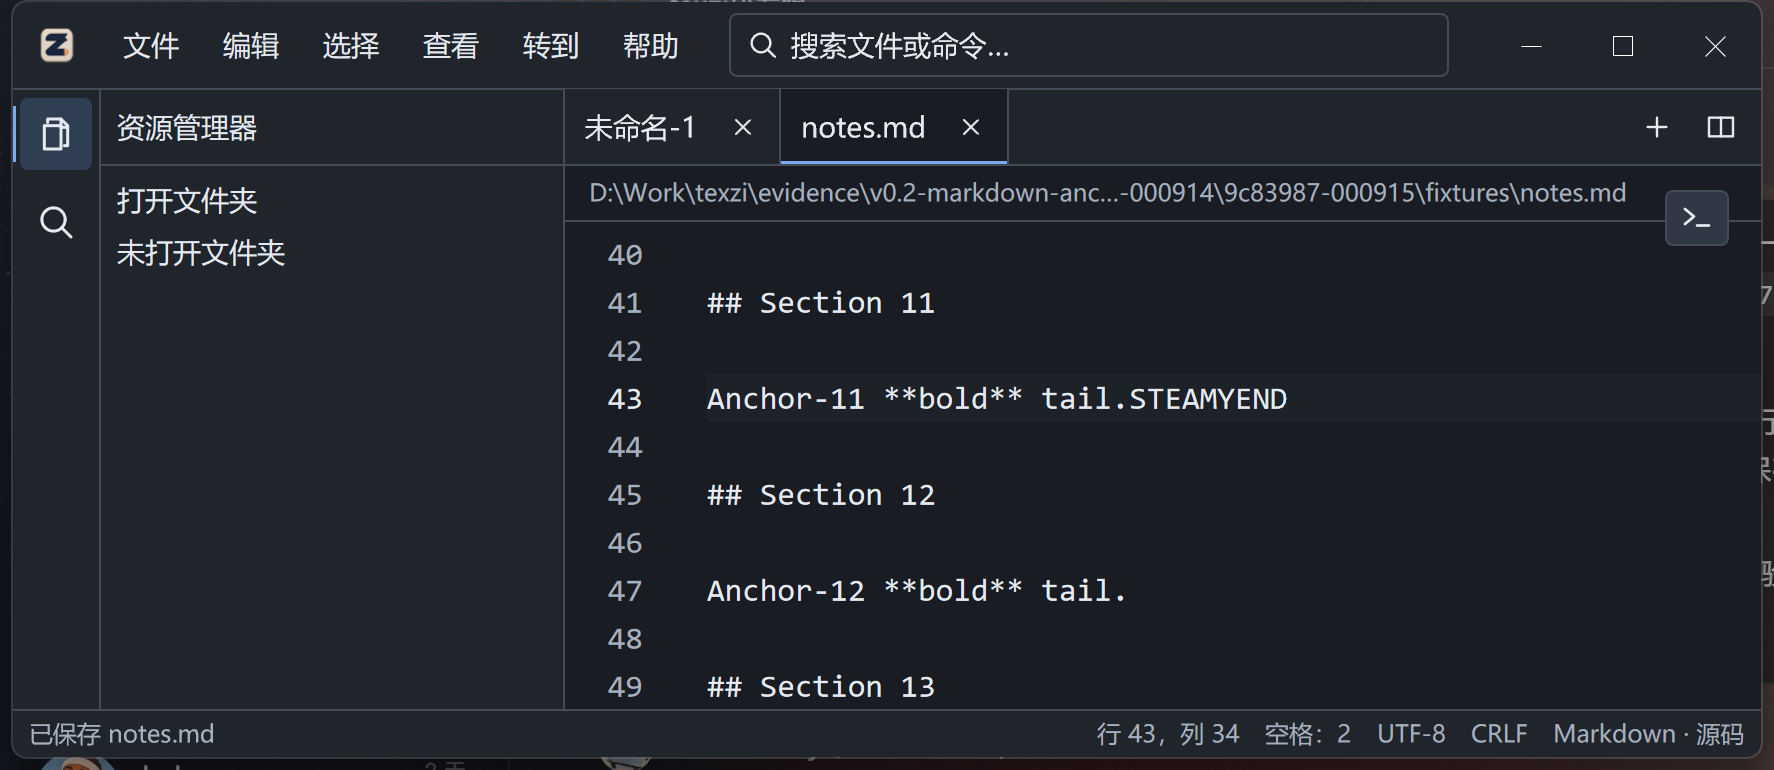 文件 编辑 选择 查看 转到 帮助 搜索文件或命令...
资源管理器
未命名-1 notes.md
打开文件夹
未打开文件夹
D:\Work\texzi\evidence\v0.2-markdown-anc...-000914\9c83987-000915\fixtures\notes.md
40
41 ## Section 11
42
43 Anchor-11 **bold** tail.STEAMYEND
44
45 ## Section 12
46
47 Anchor-12 **bold** tail.
48
49 ## Section 13
已保存 notes.md 行 43，列 34 空格：2 UTF-8 CRLF Markdown · 源码